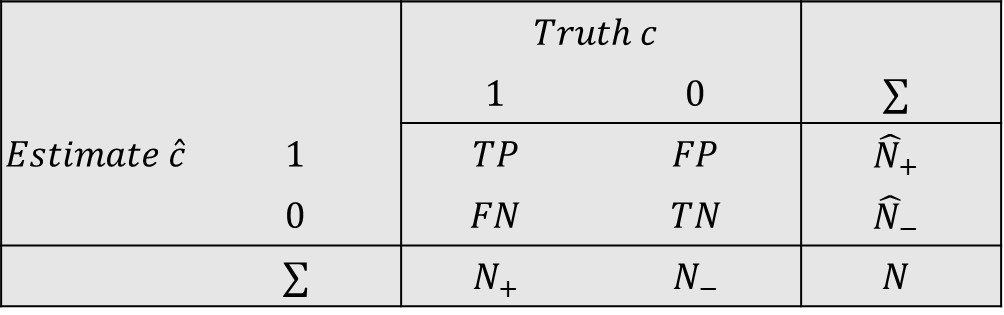 Truth c
1 0 ∑
Estimate ĉ 1 TP FP N̂₊
0 FN TN N̂₋
∑ N₊ N₋ N